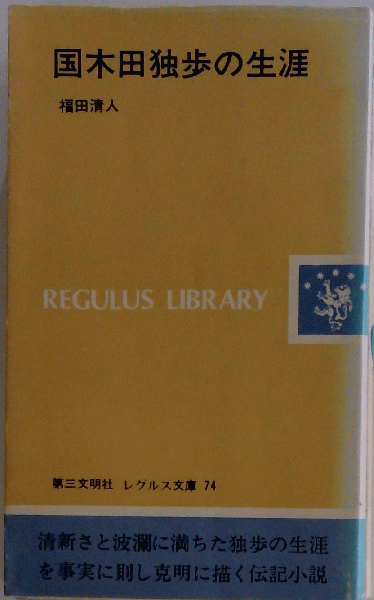 国木田独歩の生涯
福田清人
REGULUS LIBRARY
第三文明社 レグルス文庫 74
清新さと波瀾に満ちた独歩の生涯
を事実に則し克明に描く伝記小説